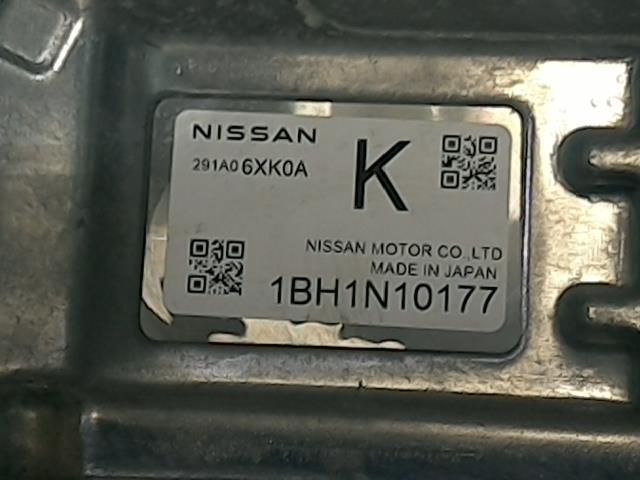 NISSAN
291A0 6XK0A
K
NISSAN MOTOR CO.,LTD
MADE IN JAPAN
1BH1N10177